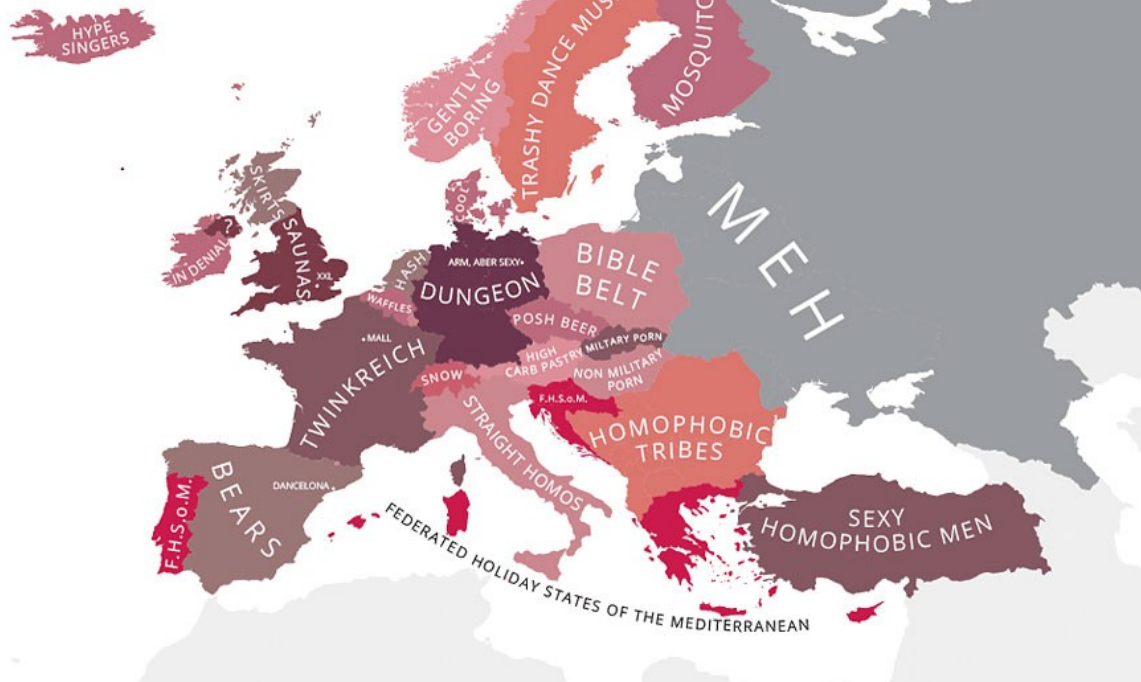 HYPE
SINGERS
GENTLY
BORING
TRASHY DANCE MUS
MOSQUITO
SKIRTS
?
IN DENIAL
SAUNAS
XXL
COOL
HASH
WAFFLES
ARM, ABER SEXY
DUNGEON
BIBLE
BELT
MEH
POSH BEER
MILTARY PORN
HIGH
CARB PASTRY
NON MILITARY
PORN
MALL
TWINKREICH
SNOW
F.H.S.o.M.
STRAIGHT HOMOS
HOMOPHOBIC
TRIBES
BEARS
DANCELONA
F.H.S.o.M.
FEDERATED HOLIDAY STATES OF THE MEDITERRANEAN
SEXY
HOMOPHOBIC MEN